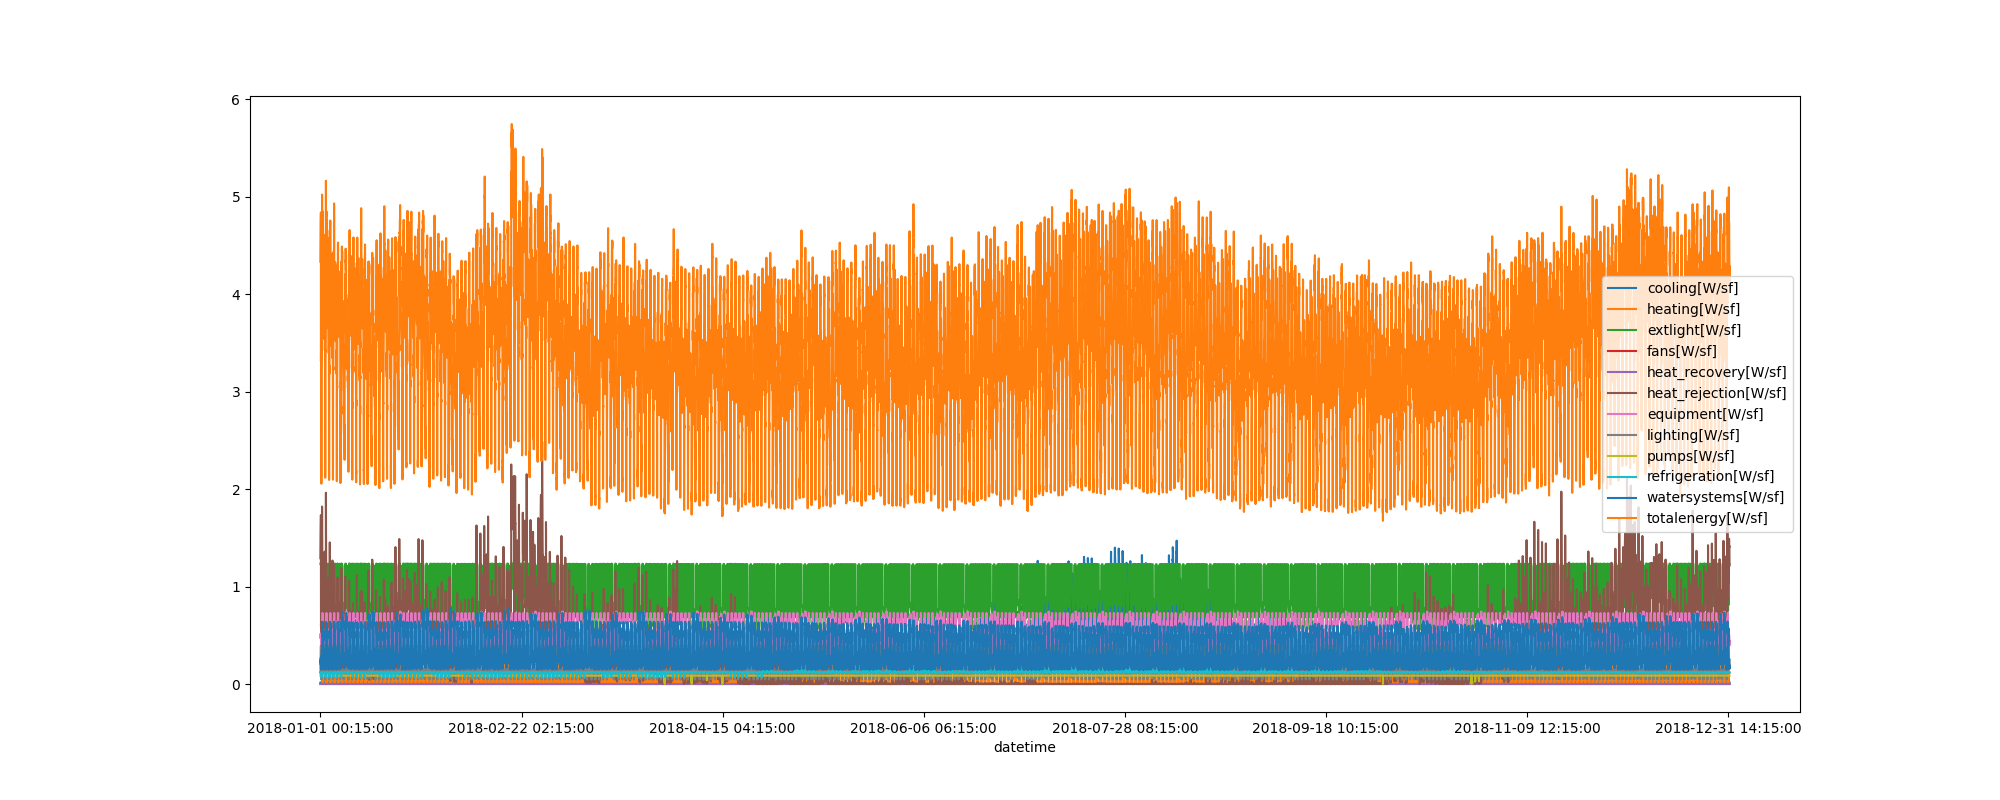 6
5
4
3
2
1
0
cooling[W/sf]
heating[W/sf]
extlight[W/sf]
fans[W/sf]
heat_recovery[W/sf]
heat_rejection[W/sf]
equipment[W/sf]
lighting[W/sf]
pumps[W/sf]
refrigeration[W/sf]
watersystems[W/sf]
totalenergy[W/sf]
2018-01-01 00:15:00 2018-02-22 02:15:00 2018-04-15 04:15:00 2018-06-06 06:15:00 2018-07-28 08:15:00 2018-09-18 10:15:00 2018-11-09 12:15:00 2018-12-31 14:15:00
datetime